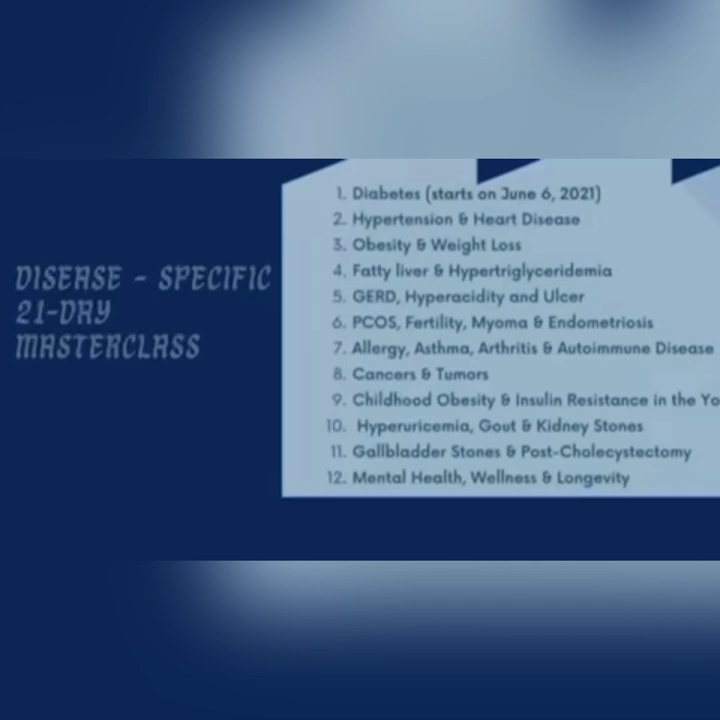 DISEASE - SPECIFIC
21-DAY
MASTERCLASS
1. Diabetes (starts on June 6, 2021)
2. Hypertension & Heart Disease
3. Obesity & Weight Loss
4. Fatty liver & Hypertriglyceridemia
5. GERD, Hyperacidity and Ulcer
6. PCOS, Fertility, Myoma & Endometriosis
7. Allergy, Asthma, Arthritis & Autoimmune Disease
8. Cancers & Tumors
9. Childhood Obesity & Insulin Resistance in the Yo
10. Hyperuricemia, Gout & Kidney Stones
11. Gallbladder Stones & Post-Cholecystectomy
12. Mental Health, Wellness & Longevity